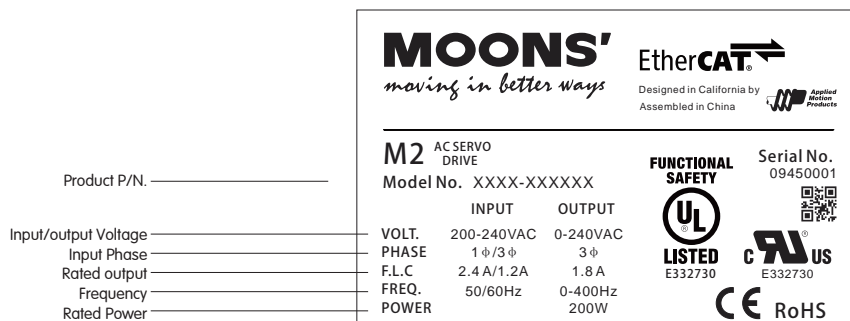 MOONS'
moving in better ways
EtherCAT®
Designed in California by
Assembled in China
Applied
Motion
Products
M2 AC SERVO
DRIVE
Model No. XXXX-XXXXXX
INPUT OUTPUT
VOLT. 200-240VAC 0-240VAC
PHASE 1ϕ/3ϕ 3ϕ
F.L.C 2.4A/1.2A 1.8A
FREQ. 50/60Hz 0-400Hz
POWER 200W
FUNCTIONAL
SAFETY
UL
®
LISTED
E332730
Serial No.
09450001
C UR US
®
E332730
CE RoHS
Product P/N.
Input/output Voltage
Input Phase
Rated output
Frequency
Rated Power